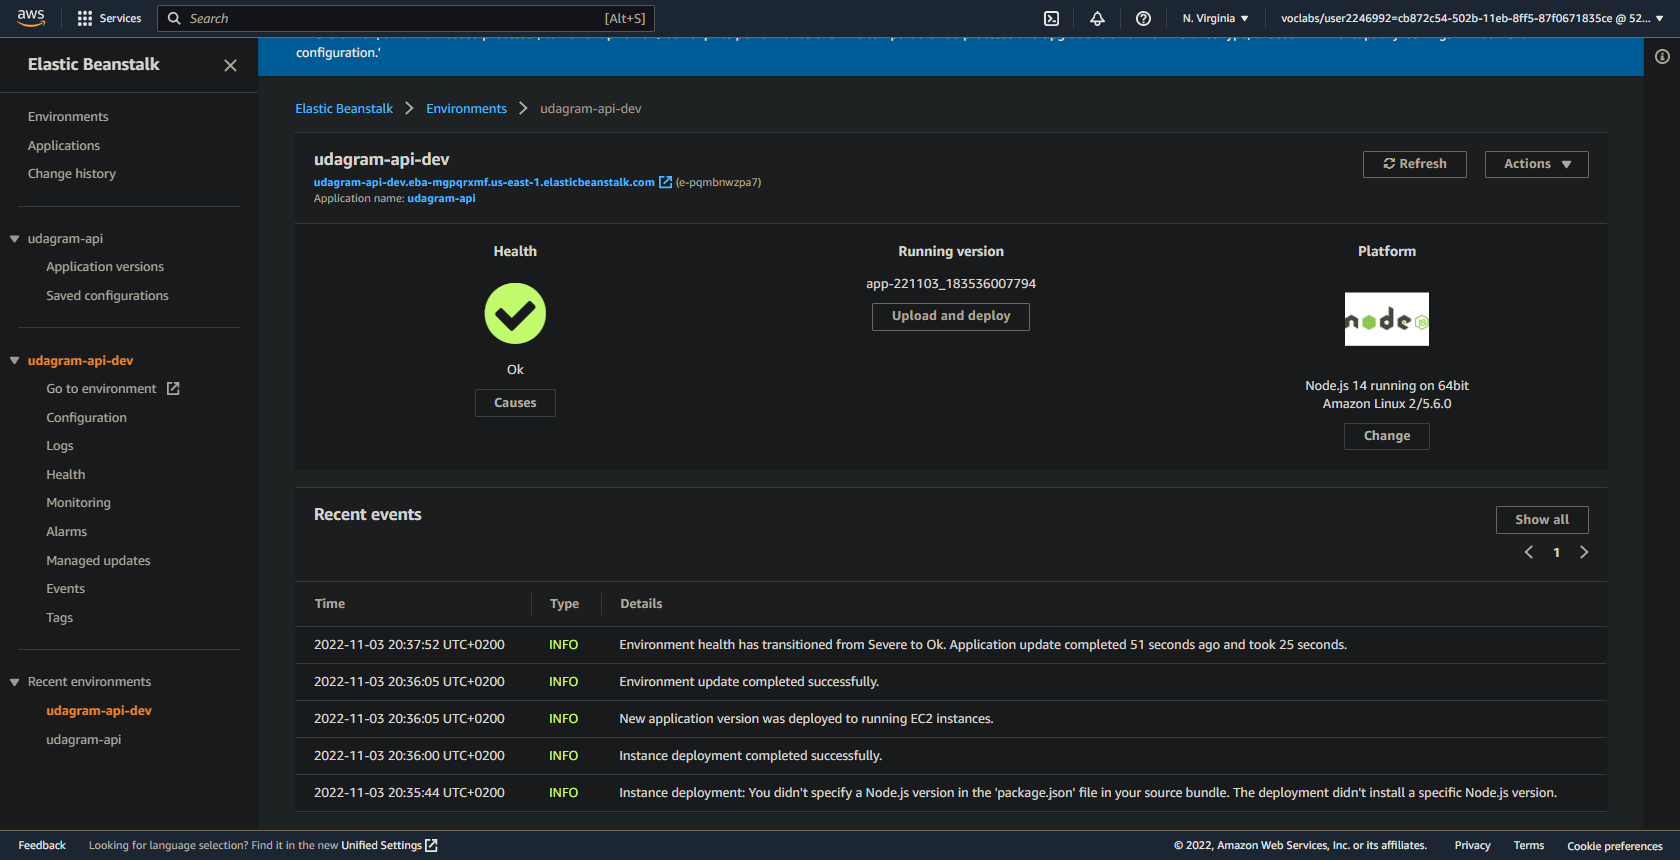 aws
Services
Search
[Alt+S]
N. Virginia
voclabs/user2246992=cb872c54-502b-11eb-8ff5-87f0671835ce @ 52...
Elastic Beanstalk
Environments
Applications
Change history
udagram-api
Application versions
Saved configurations
udagram-api-dev
Go to environment
Configuration
Logs
Health
Monitoring
Alarms
Managed updates
Events
Tags
Recent environments
udagram-api-dev
udagram-api
configuration.'
Elastic Beanstalk > Environments > udagram-api-dev
udagram-api-dev
udagram-api-dev.eba-mgpqrxmf.us-east-1.elasticbeanstalk.com (e-pqmbnwzpa7)
Application name: udagram-api
Refresh
Actions
Health
Ok
Causes
Running version
app-221103_183536007794
Upload and deploy
Platform
node JS
Node.js 14 running on 64bit
Amazon Linux 2/5.6.0
Change
Recent events
Show all
1
Time Type Details
2022-11-03 20:37:52 UTC+0200 INFO Environment health has transitioned from Severe to Ok. Application update completed 51 seconds ago and took 25 seconds.
2022-11-03 20:36:05 UTC+0200 INFO Environment update completed successfully.
2022-11-03 20:36:05 UTC+0200 INFO New application version was deployed to running EC2 instances.
2022-11-03 20:36:00 UTC+0200 INFO Instance deployment completed successfully.
2022-11-03 20:35:44 UTC+0200 INFO Instance deployment: You didn't specify a Node.js version in the 'package.json' file in your source bundle. The deployment didn't install a specific Node.js version.
Feedback
Looking for language selection? Find it in the new Unified Settings
© 2022, Amazon Web Services, Inc. or its affiliates.
Privacy
Terms
Cookie preferences